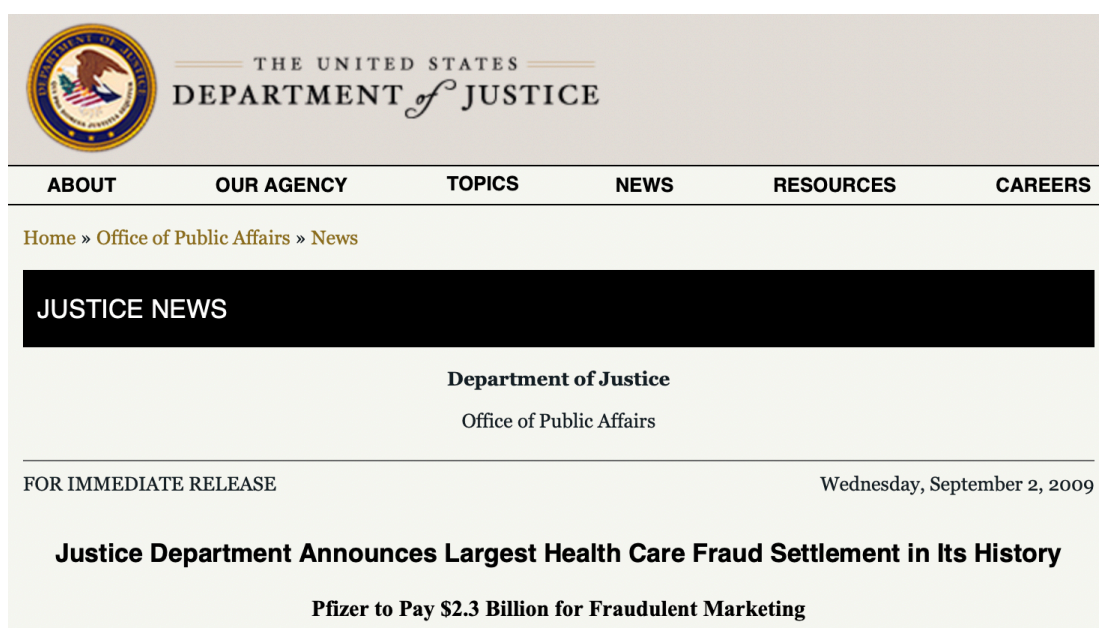 THE UNITED STATES
DEPARTMENT of JUSTICE
ABOUT OUR AGENCY TOPICS NEWS RESOURCES CAREERS
Home » Office of Public Affairs » News
JUSTICE NEWS
Department of Justice
Office of Public Affairs
FOR IMMEDIATE RELEASE Wednesday, September 2, 2009
Justice Department Announces Largest Health Care Fraud Settlement in Its History
Pfizer to Pay $2.3 Billion for Fraudulent Marketing